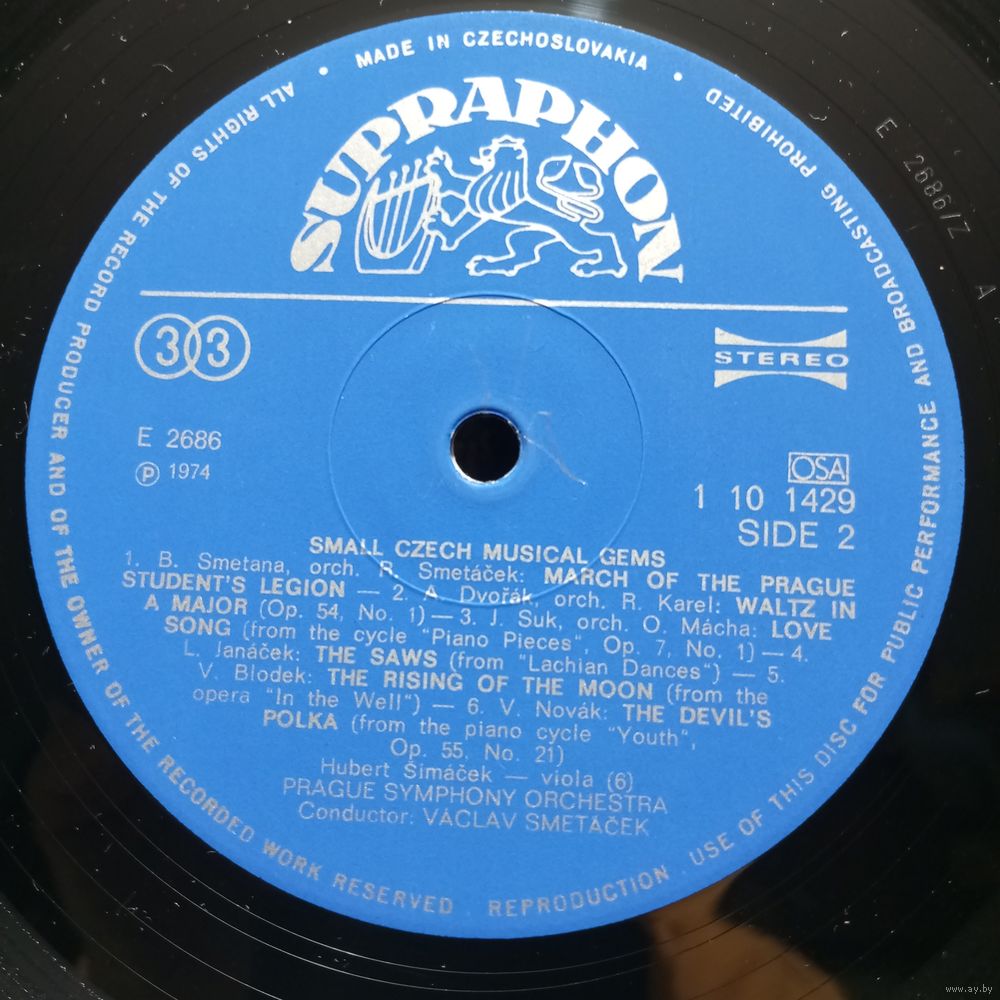 MADE IN CZECHOSLOVAKIA
ALL RIGHTS OF THE RECORD PRODUCER AND OF THE OWNER OF THE RECORDED WORK RESERVED
REPRODUCTION USE OF THIS DISC FOR PUBLIC PERFORMANCE AND BROADCASTING PROHIBITED
SUPRAPHON
33
STEREO
E 2686
Ⓟ 1974
OSA
1 10 1429
SIDE 2
SMALL CZECH MUSICAL GEMS
1. B. Smetana, orch. R. Smetáček: MARCH OF THE PRAGUE
STUDENT'S LEGION — 2. A. Dvořák, orch. R. Karel: WALTZ IN
A MAJOR (Op. 54, No. 1) — 3. J. Suk, orch. O. Mácha: LOVE
SONG (from the cycle "Piano Pieces", Op. 7, No. 1) — 4.
L. Janáček: THE SAWS (from "Lachian Dances") — 5.
V. Blodek: THE RISING OF THE MOON (from the
opera "In the Well") — 6. V. Novák: THE DEVIL'S
POLKA (from the piano cycle "Youth",
Op. 55, No. 21)
Hubert Šimáček — viola (6)
PRAGUE SYMPHONY ORCHESTRA
Conductor: VÁCLAV SMETÁČEK
E 2686/Z A
www.ay.by